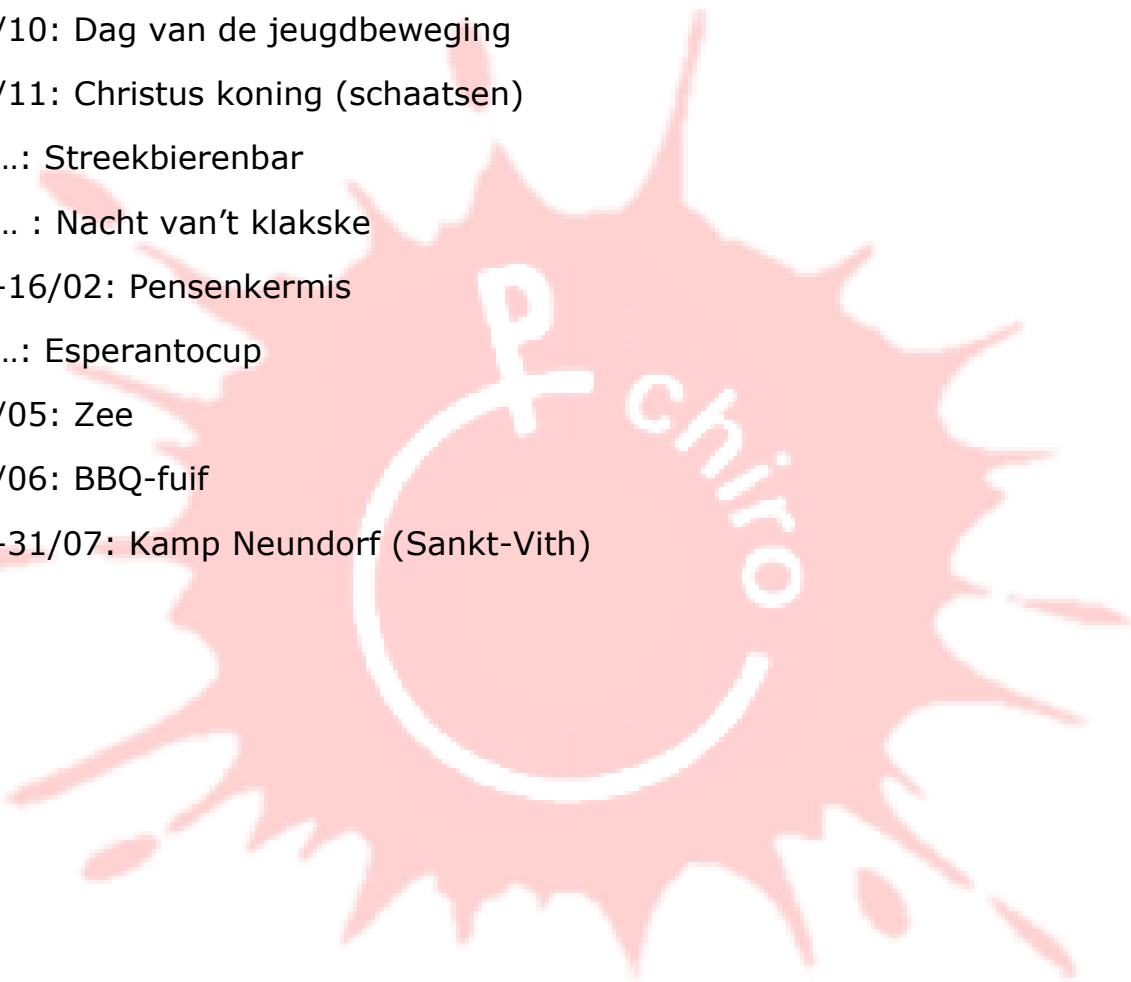 /10: Dag van de jeugdbeweging
/11: Christus koning (schaatsen)
…: Streekbierenbar
… : Nacht van’t klakske
-16/02: Pensenkermis
…: Esperantocup
/05: Zee
/06: BBQ-fuif
-31/07: Kamp Neundorf (Sankt-Vith)
chiro